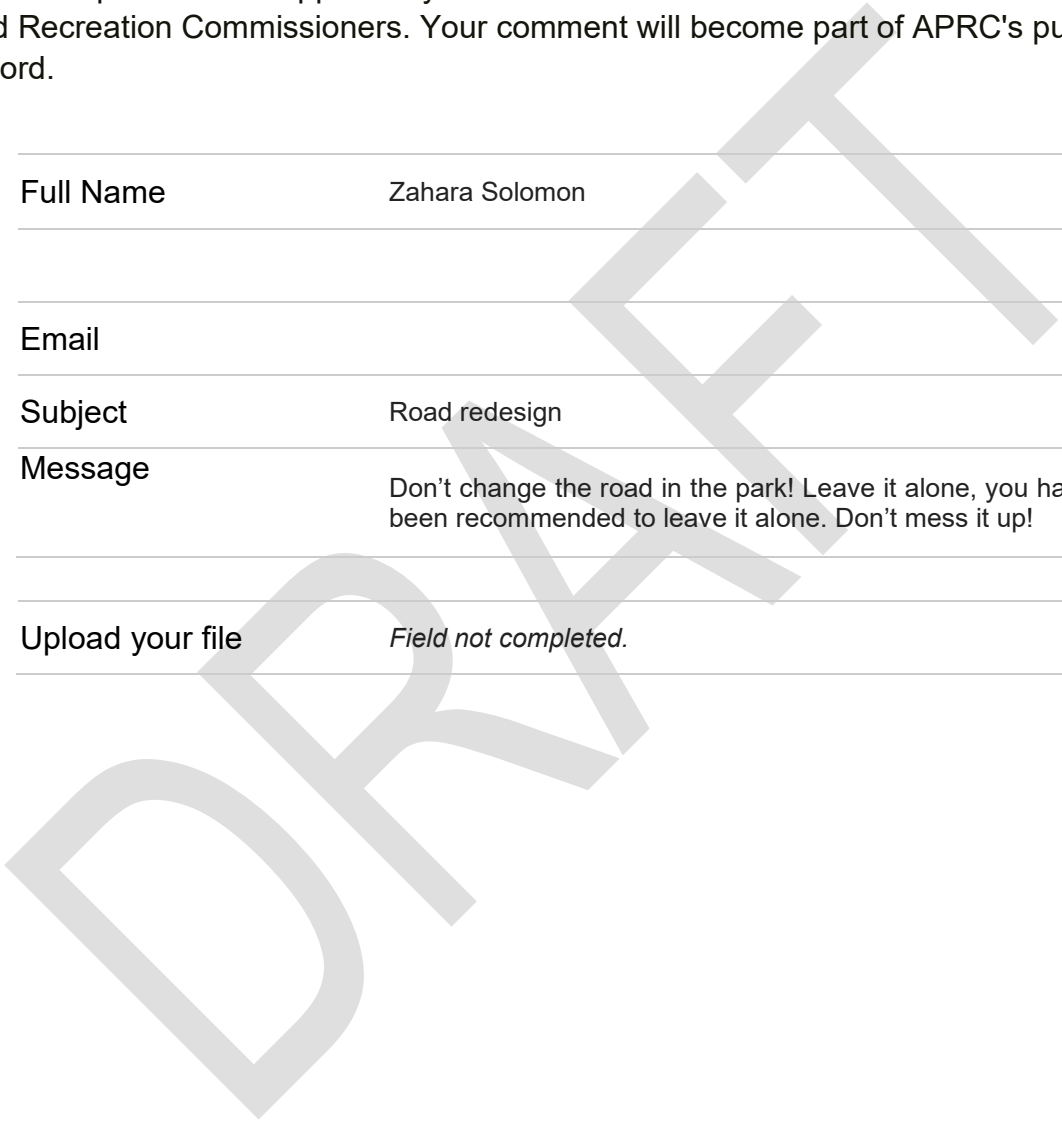 d Recreation Commissioners. Your comment will become part of APRC's pu
ord.
Full Name Zahara Solomon
Email
Subject Road redesign
Message
Don’t change the road in the park! Leave it alone, you ha
been recommended to leave it alone. Don’t mess it up!
Upload your file Field not completed.
DRAFT